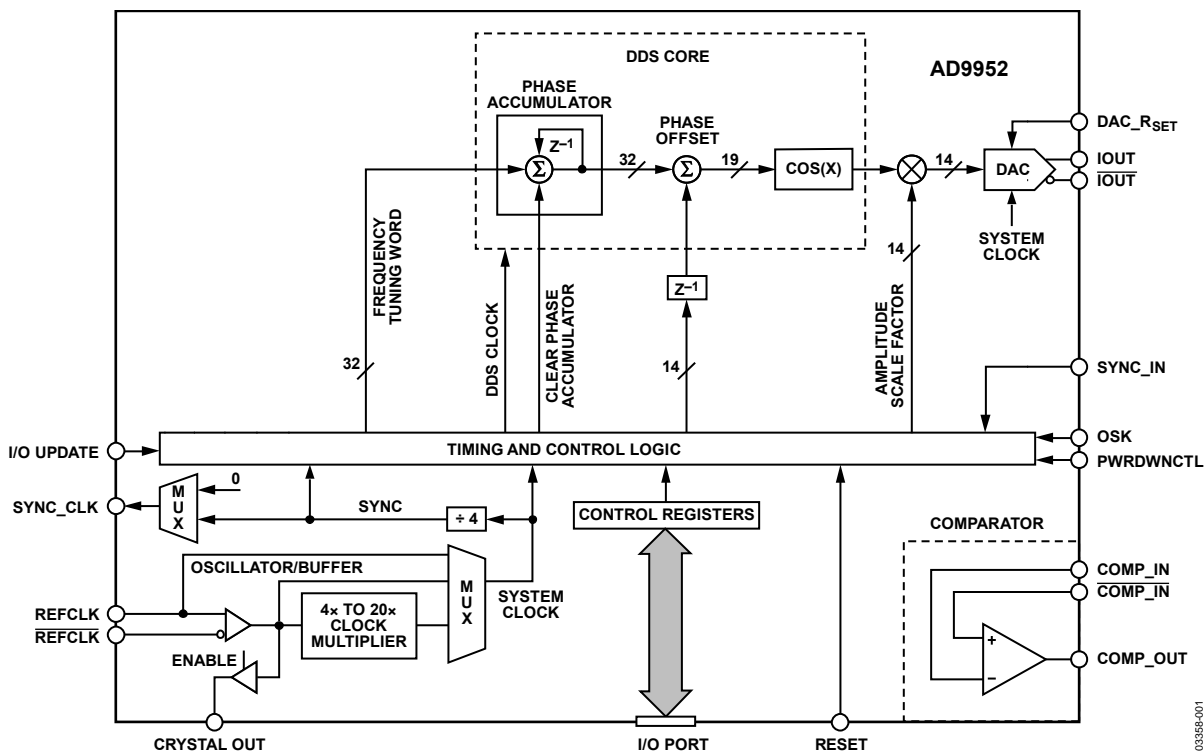 DDS CORE
AD9952
PHASE
ACCUMULATOR
PHASE
OFFSET
DAC_RSET
Z–1
IOUT
32
19
14
Σ
Σ
COS(X)
DAC
IOUT
SYSTEM
CLOCK
14
FREQUENCY
TUNING WORD
Z–1
DDS CLOCK
CLEAR PHASE
ACCUMULATOR
AMPLITUDE
SCALE FACTOR
32
14
SYNC_IN
OSK
I/O UPDATE
TIMING AND CONTROL LOGIC
PWRDWNCTL
0
SYNC_CLK
MUX
SYNC
÷ 4
CONTROL REGISTERS
COMPARATOR
OSCILLATOR/BUFFER
MUX
SYSTEM
CLOCK
COMP_IN
COMP_IN
REFCLK
REFCLK
4× TO 20×
CLOCK
MULTIPLIER
+
–
COMP_OUT
ENABLE
CRYSTAL OUT
I/O PORT
RESET
03358-001